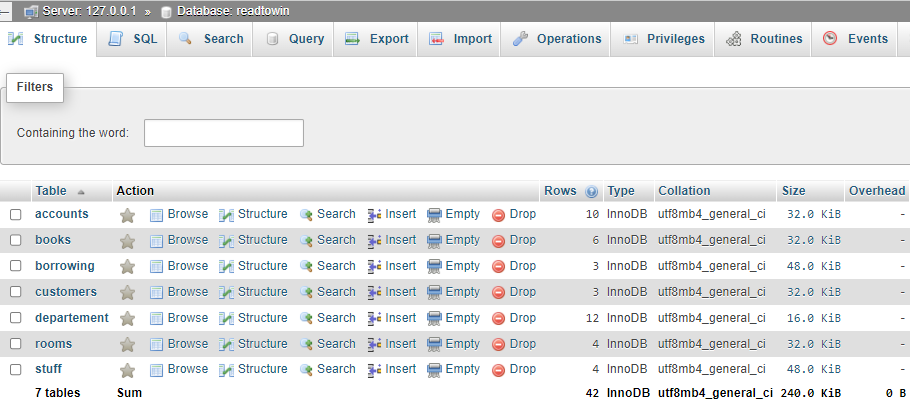 Server: 127.0.0.1 » Database: readtowin
Structure SQL Search Query Export Import Operations Privileges Routines Events
Filters
Containing the word:
Table Action Rows Type Collation Size Overhead
accounts Browse Structure Search Insert Empty Drop 10 InnoDB utf8mb4_general_ci 32.0 KiB -
books Browse Structure Search Insert Empty Drop 6 InnoDB utf8mb4_general_ci 32.0 KiB -
borrowing Browse Structure Search Insert Empty Drop 3 InnoDB utf8mb4_general_ci 48.0 KiB -
customers Browse Structure Search Insert Empty Drop 3 InnoDB utf8mb4_general_ci 32.0 KiB -
departement Browse Structure Search Insert Empty Drop 12 InnoDB utf8mb4_general_ci 16.0 KiB -
rooms Browse Structure Search Insert Empty Drop 4 InnoDB utf8mb4_general_ci 32.0 KiB -
stuff Browse Structure Search Insert Empty Drop 4 InnoDB utf8mb4_general_ci 48.0 KiB -
7 tables Sum 42 InnoDB utf8mb4_general_ci 240.0 KiB 0 B